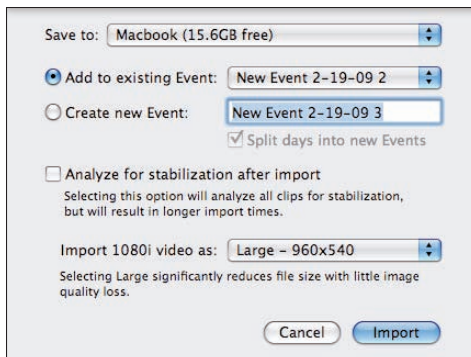 Save to: Macbook (15.6GB free)
Add to existing Event: New Event 2-19-09 2
Create new Event: New Event 2-19-09 3
Split days into new Events
Analyze for stabilization after import
Selecting this option will analyze all clips for stabilization,
but will result in longer import times.
Import 1080i video as: Large - 960x540
Selecting Large significantly reduces file size with little image
quality loss.
Cancel Import